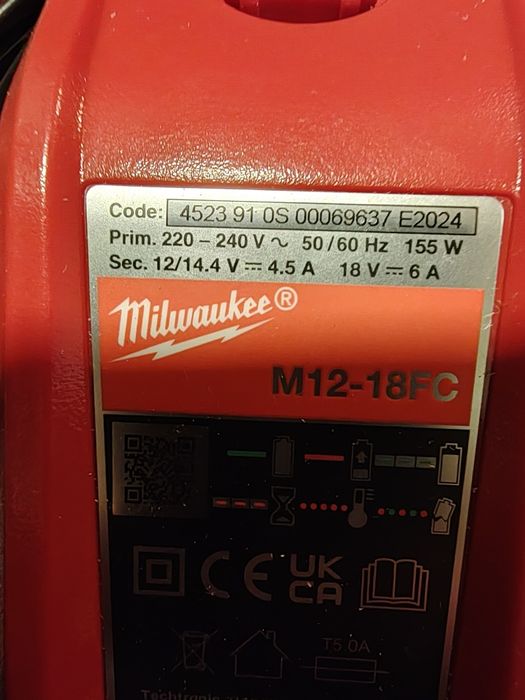 Code: 4523 91 0S 00069637 E2024
Prim. 220 – 240 V ∿ 50 / 60 Hz 155 W
Sec. 12/14.4 V ⎓ 4.5 A 18 V ⎓ 6 A
Milwaukee®
M12-18FC
CE
UK
CA
T5.0A
Techtronic